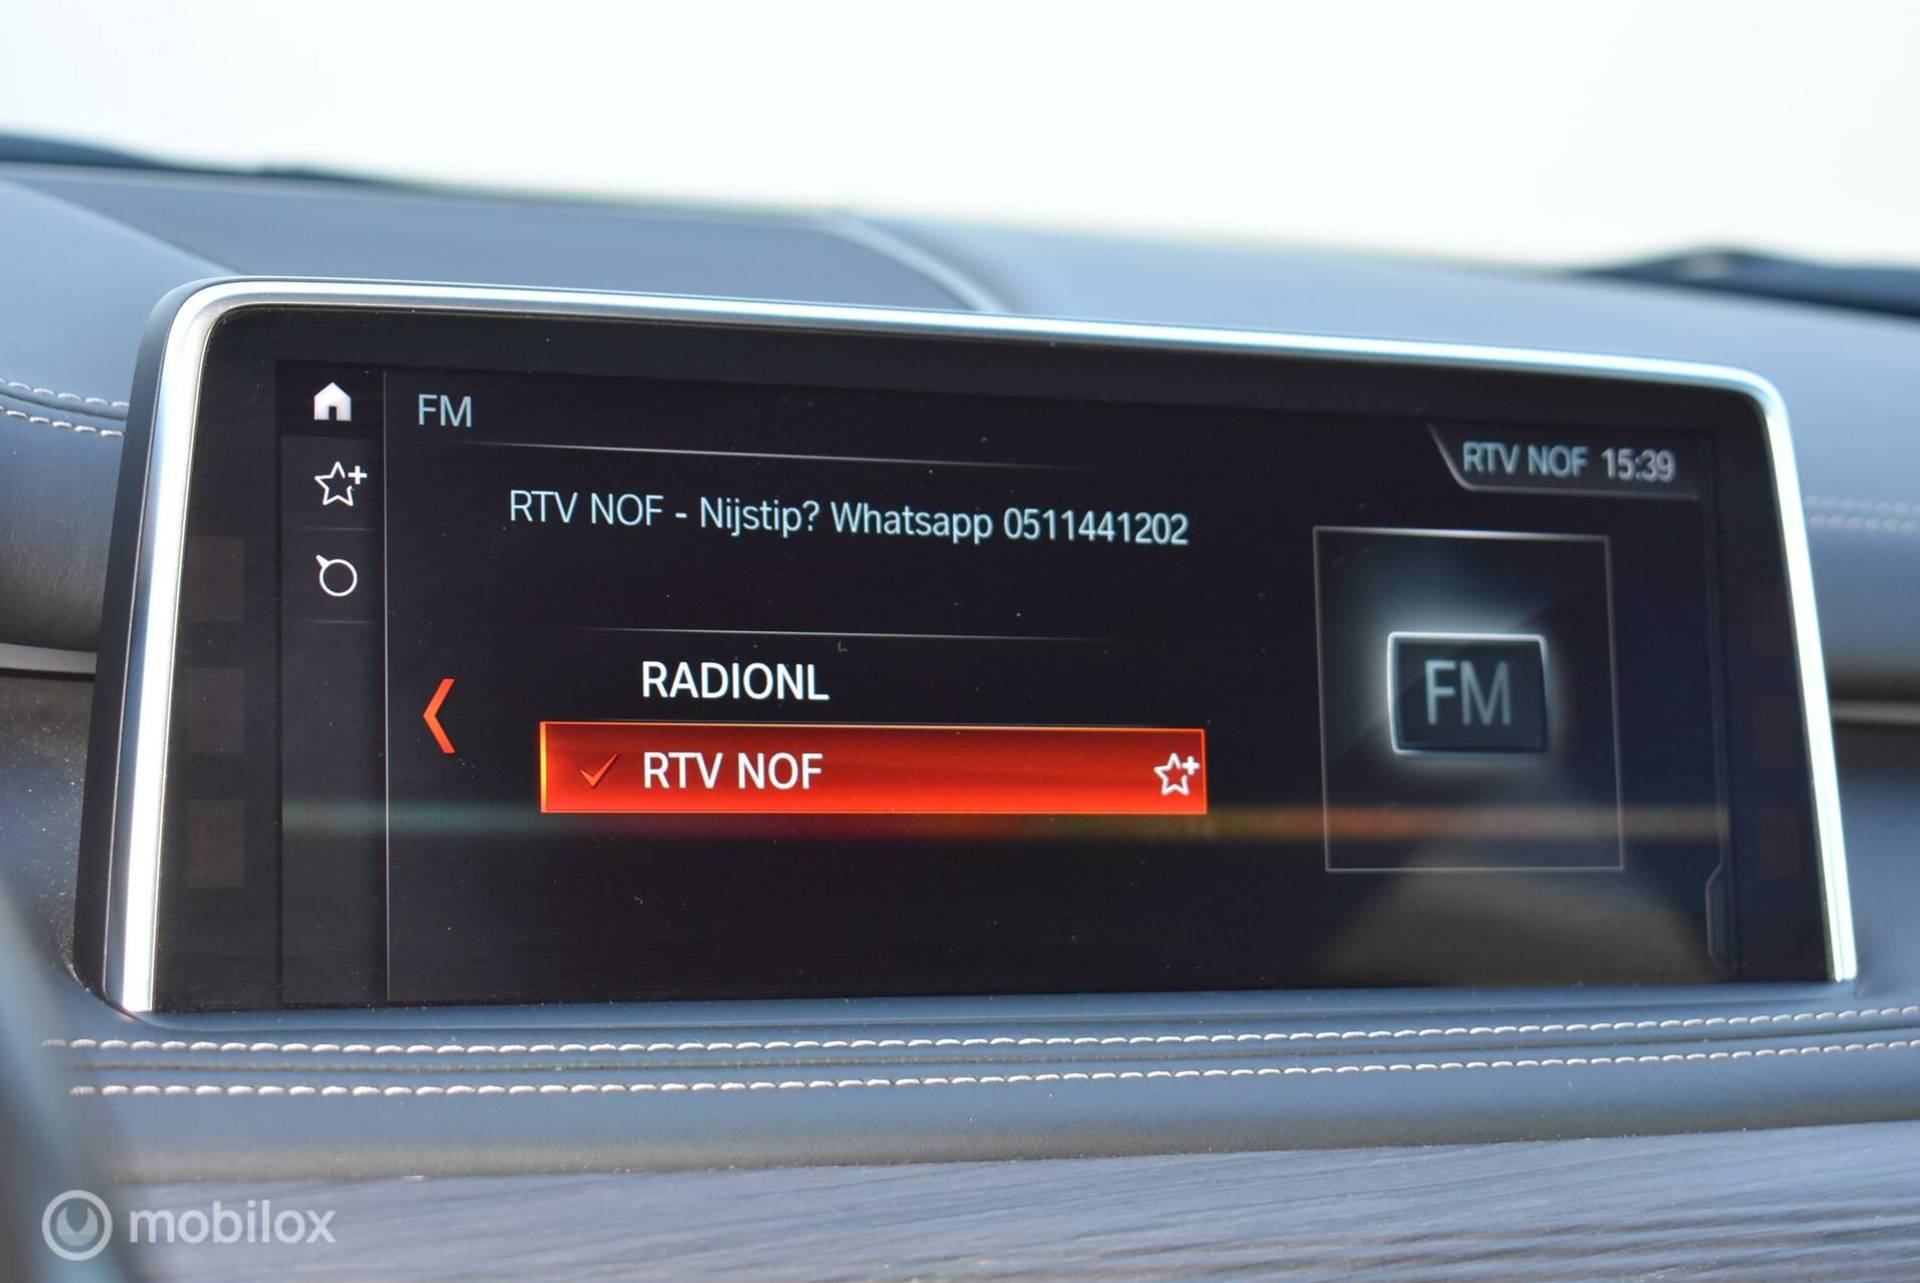 FM
RTV NOF 15:39
RTV NOF - Nijstip? Whatsapp 0511441202
RADIONL
RTV NOF
FM
mobilox